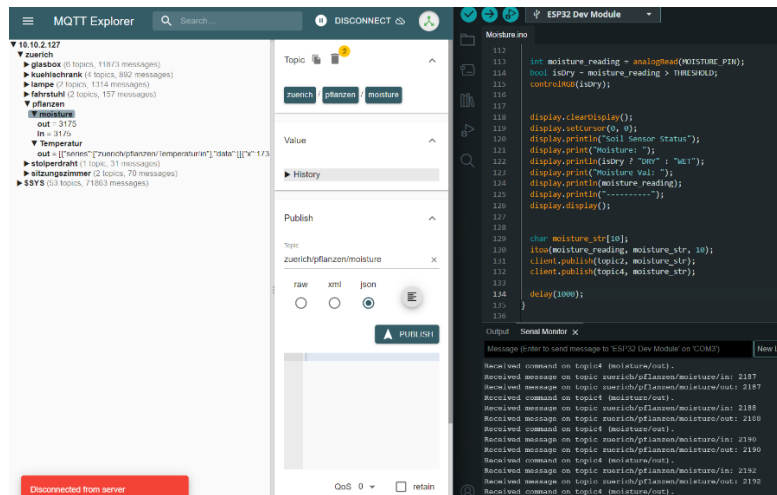 MQTT Explorer
Search...
DISCONNECT
10.10.2.127
zuerich
glasbox (6 topics, 11873 messages)
kuehlschrank (4 topics, 892 messages)
lampe (2 topics, 1314 messages)
fahrstuhl (2 topics, 157 messages)
pflanzen
moisture
out = 3175
in = 3175
Temperatur
out = [{"series":["zuerich/pflanzen/Temperatur/in"],"data":[[{"x":173
stolperdraht (1 topic, 31 messages)
sitzungszimmer (2 topics, 70 messages)
$SYS (53 topics, 71863 messages)
Disconnected from server
Topic
2
zuerich / pflanzen / moisture
Value
History
Publish
Topic
zuerich/pflanzen/moisture
raw xml json
PUBLISH
QoS 0 retain
ESP32 Dev Module
Moisture.ino
112
113 int moisture_reading = analogRead(MOISTURE_PIN);
114 bool isDry = moisture_reading > THRESHOLD;
115 controlRGB(isDry);
116
117
118 display.clearDisplay();
119 display.setCursor(0, 0);
120 display.println("Soil Sensor Status");
121 display.print("Moisture: ");
122 display.println(isDry ? "DRY" : "WET");
123 display.print("Moisture Val: ");
124 display.println(moisture_reading);
125 display.println("----------");
126 display.display();
127
128
129 char moisture_str[10];
130 itoa(moisture_reading, moisture_str, 10);
131 client.publish(topic2, moisture_str);
132 client.publish(topic4, moisture_str);
133
134 delay(1000);
135 }
136
Output Serial Monitor
Message (Enter to send message to 'ESP32 Dev Module' on 'COM3') New L
Received command on topic4 (moisture/out).
Received message on topic zuerich/pflanzen/moisture/in: 2187
Received message on topic zuerich/pflanzen/moisture/out: 2187
Received command on topic4 (moisture/out).
Received message on topic zuerich/pflanzen/moisture/in: 2188
Received message on topic zuerich/pflanzen/moisture/out: 2188
Received command on topic4 (moisture/out).
Received message on topic zuerich/pflanzen/moisture/in: 2190
Received message on topic zuerich/pflanzen/moisture/out: 2190
Received command on topic4 (moisture/out).
Received message on topic zuerich/pflanzen/moisture/in: 2192
Received message on topic zuerich/pflanzen/moisture/out: 2192
Received command on topic4 (moisture/out).